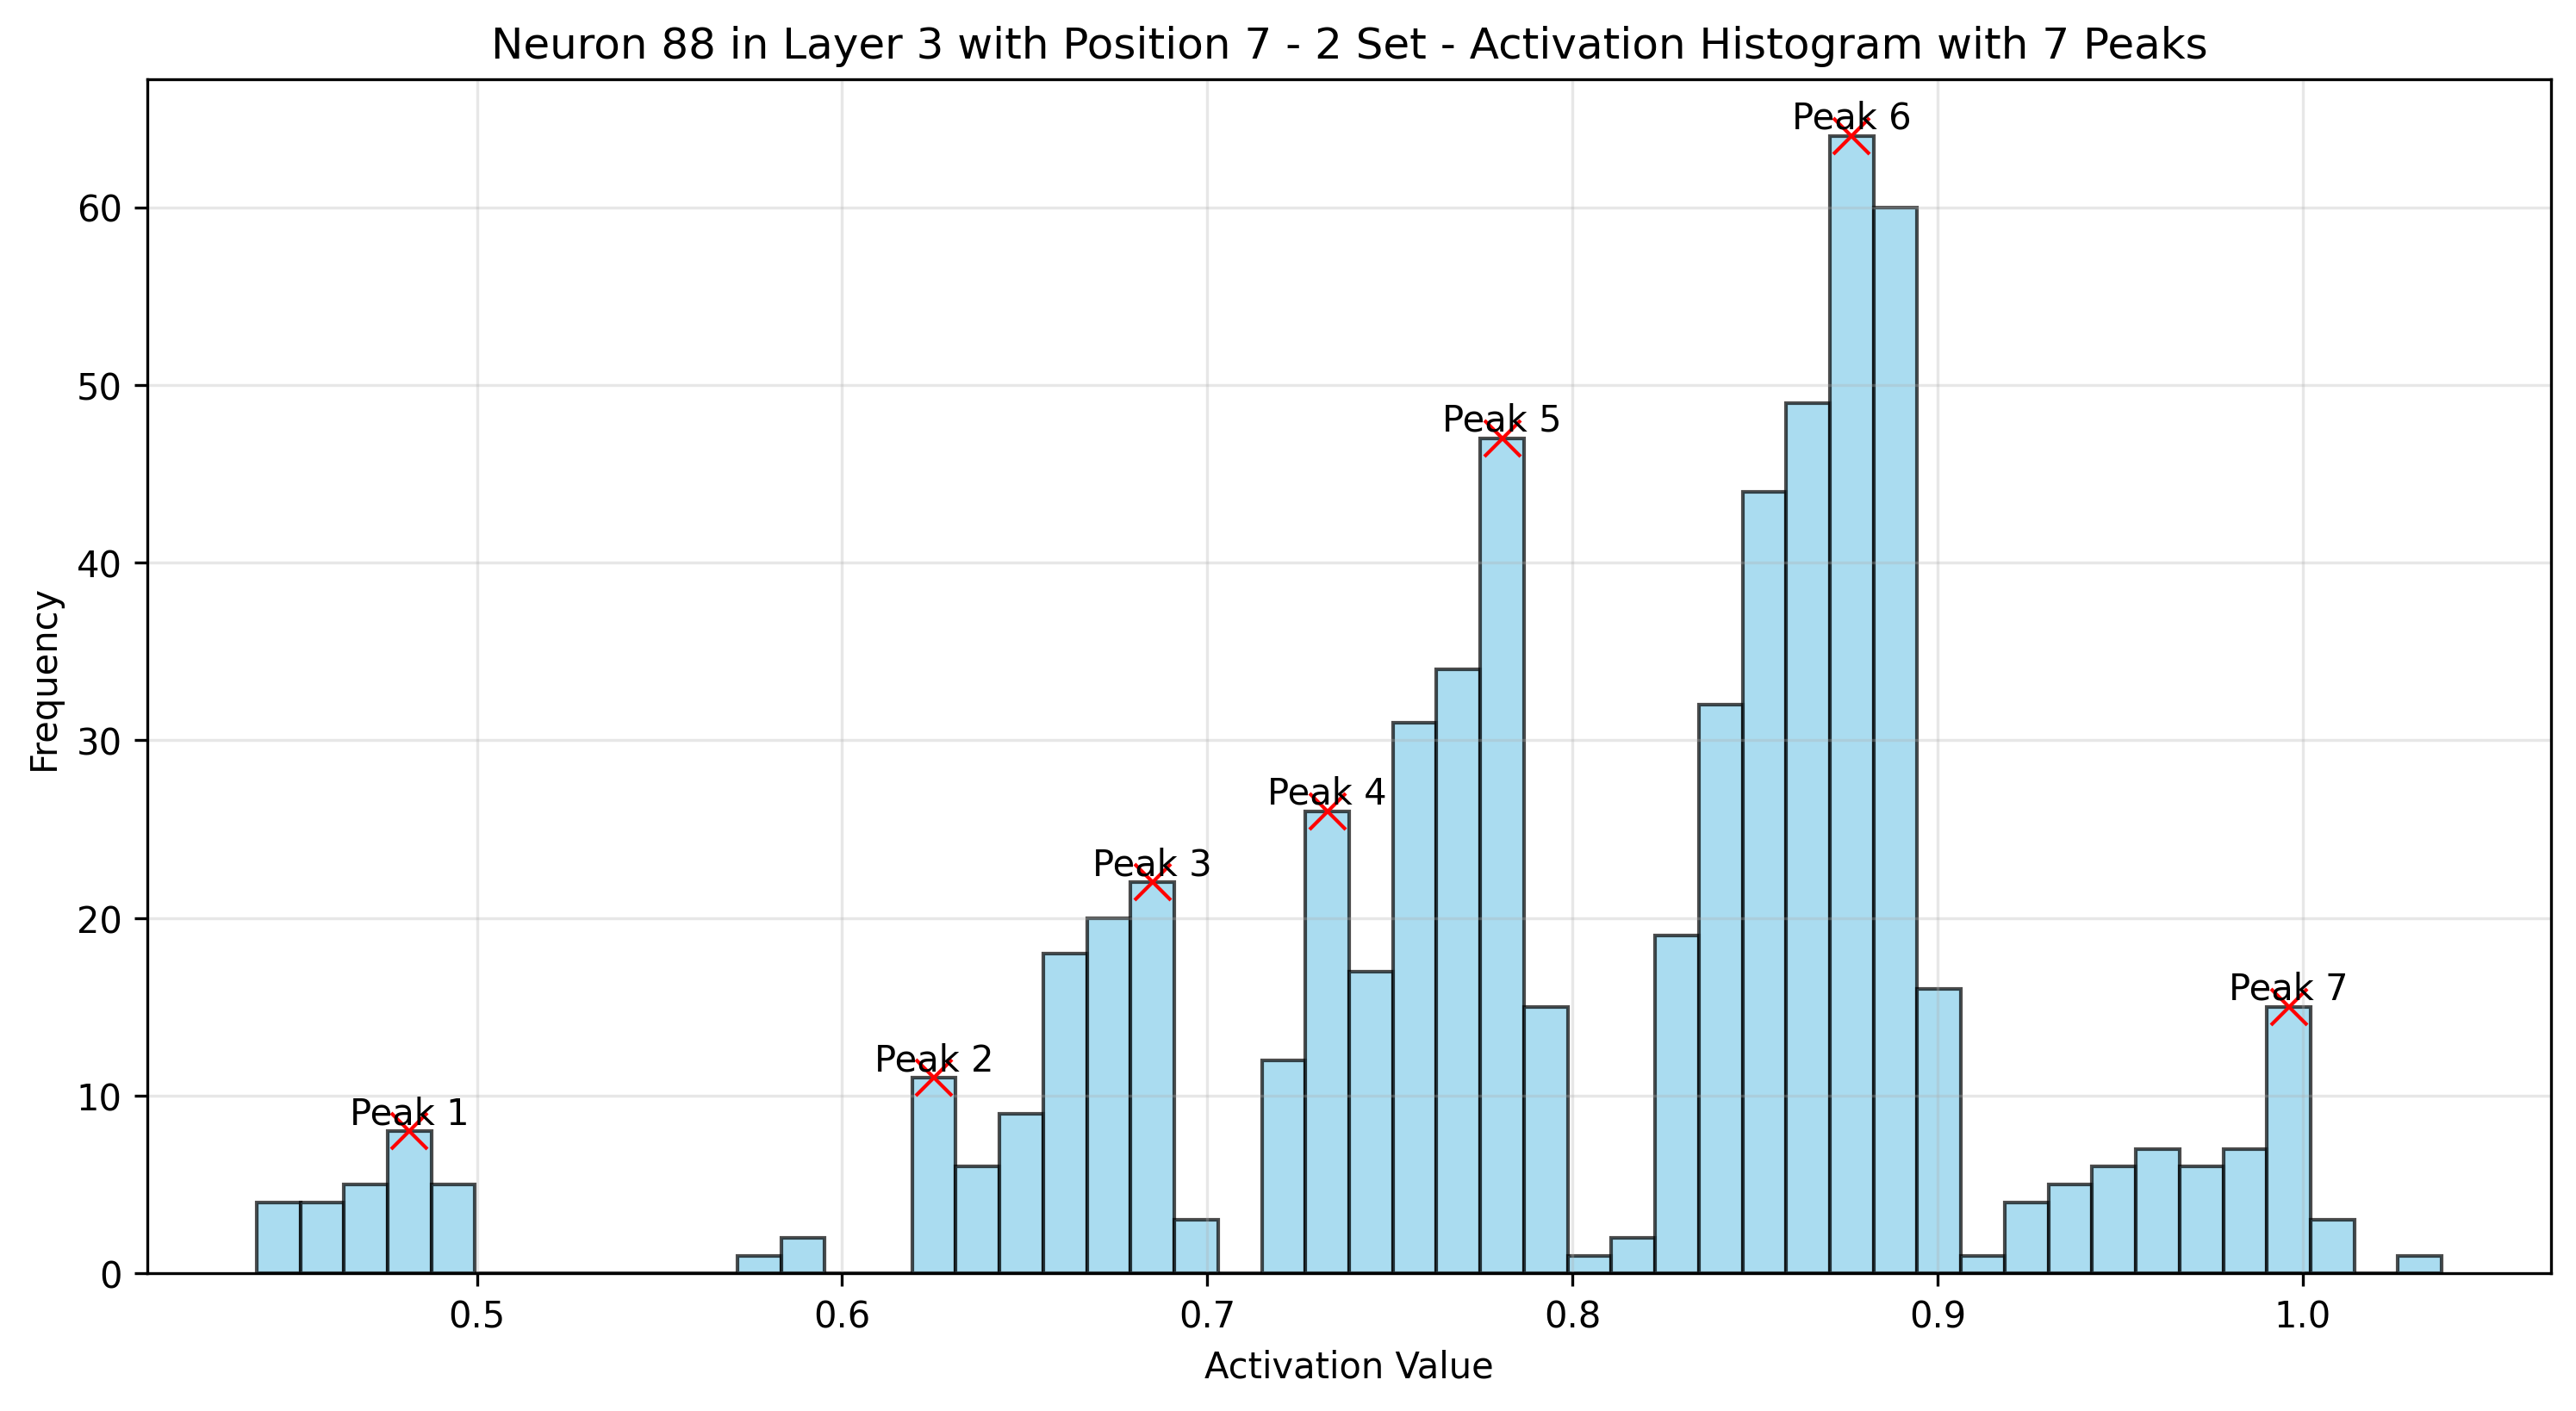 Neuron 88 in Layer 3 with Position 7 - 2 Set - Activation Histogram with 7 Peaks
Peak 6
60
50
Peak 5
40
30
Peak 4
Peak 3
20
Peak 7
Peak 2
10
Peak 1
0
Frequency
0.5 0.6 0.7 0.8 0.9 1.0
Activation Value